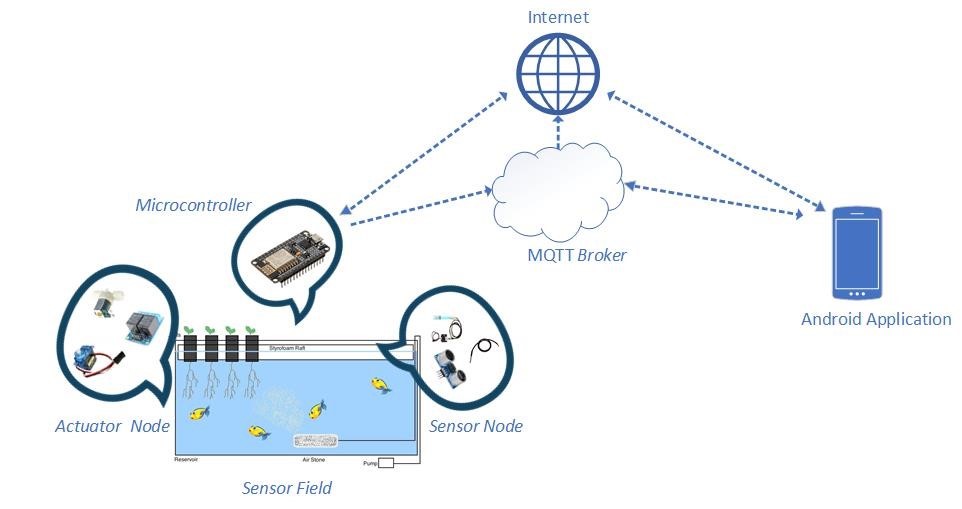 Internet
Microcontroller
MQTT Broker
Android Application
Styrofoam Raft
Actuator Node
Sensor Node
Reservoir
Air Stone
Pump
Sensor Field